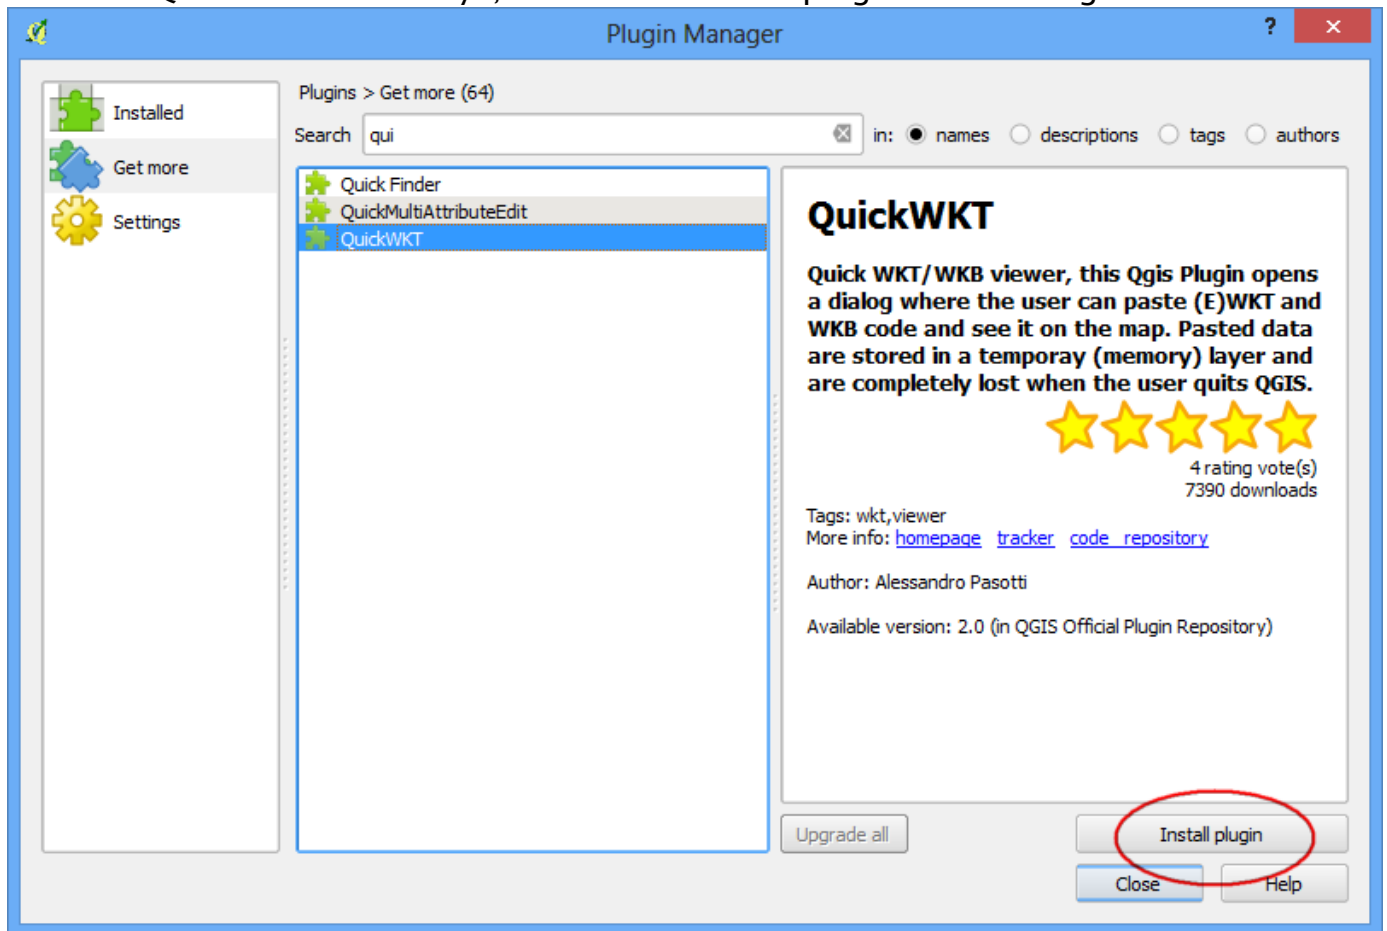 Plugin Manager
?
Installed
Get more
Settings
Plugins > Get more (64)
Search qui in: names descriptions tags authors
Quick Finder
QuickMultiAttributeEdit
QuickWKT
QuickWKT
Quick WKT/WKB viewer, this Qgis Plugin opens
a dialog where the user can paste (E)WKT and
WKB code and see it on the map. Pasted data
are stored in a temporay (memory) layer and
are completely lost when the user quits QGIS.
4 rating vote(s)
7390 downloads
Tags: wkt,viewer
More info: homepage tracker code repository
Author: Alessandro Pasotti
Available version: 2.0 (in QGIS Official Plugin Repository)
Upgrade all
Install plugin
Close
Help